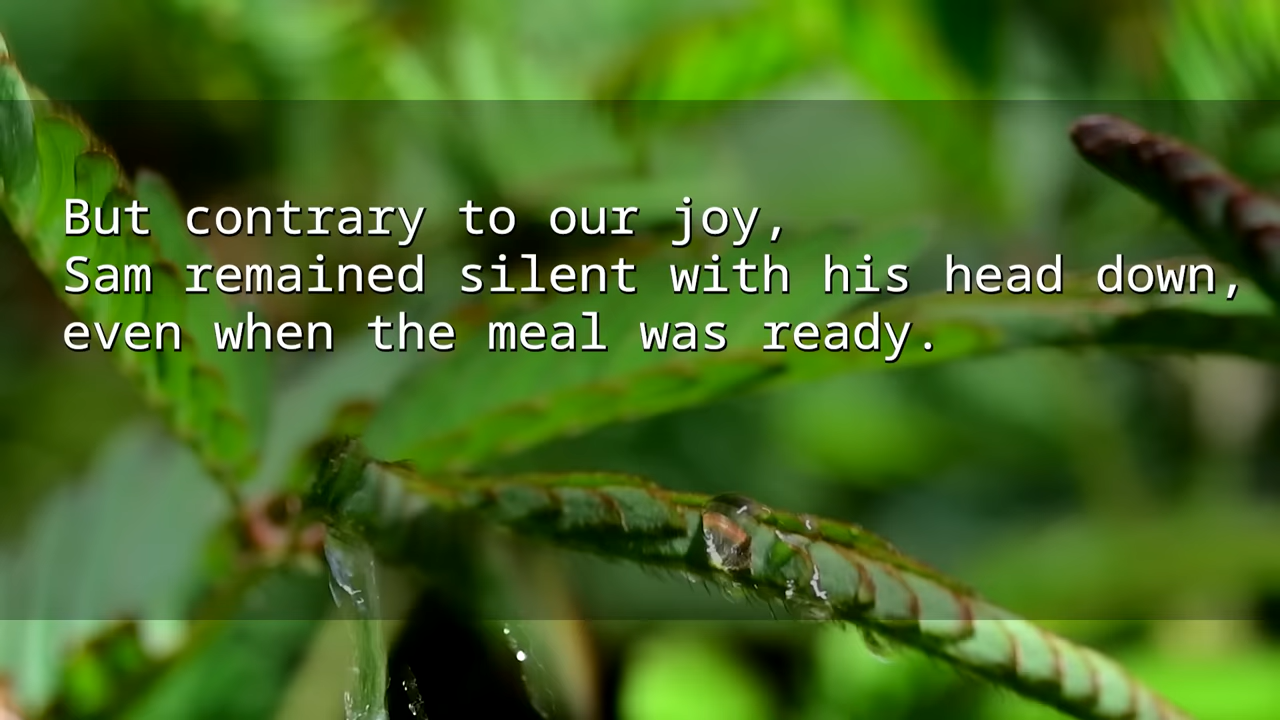 But contrary to our joy,
Sam remained silent with his head down,
even when the meal was ready.